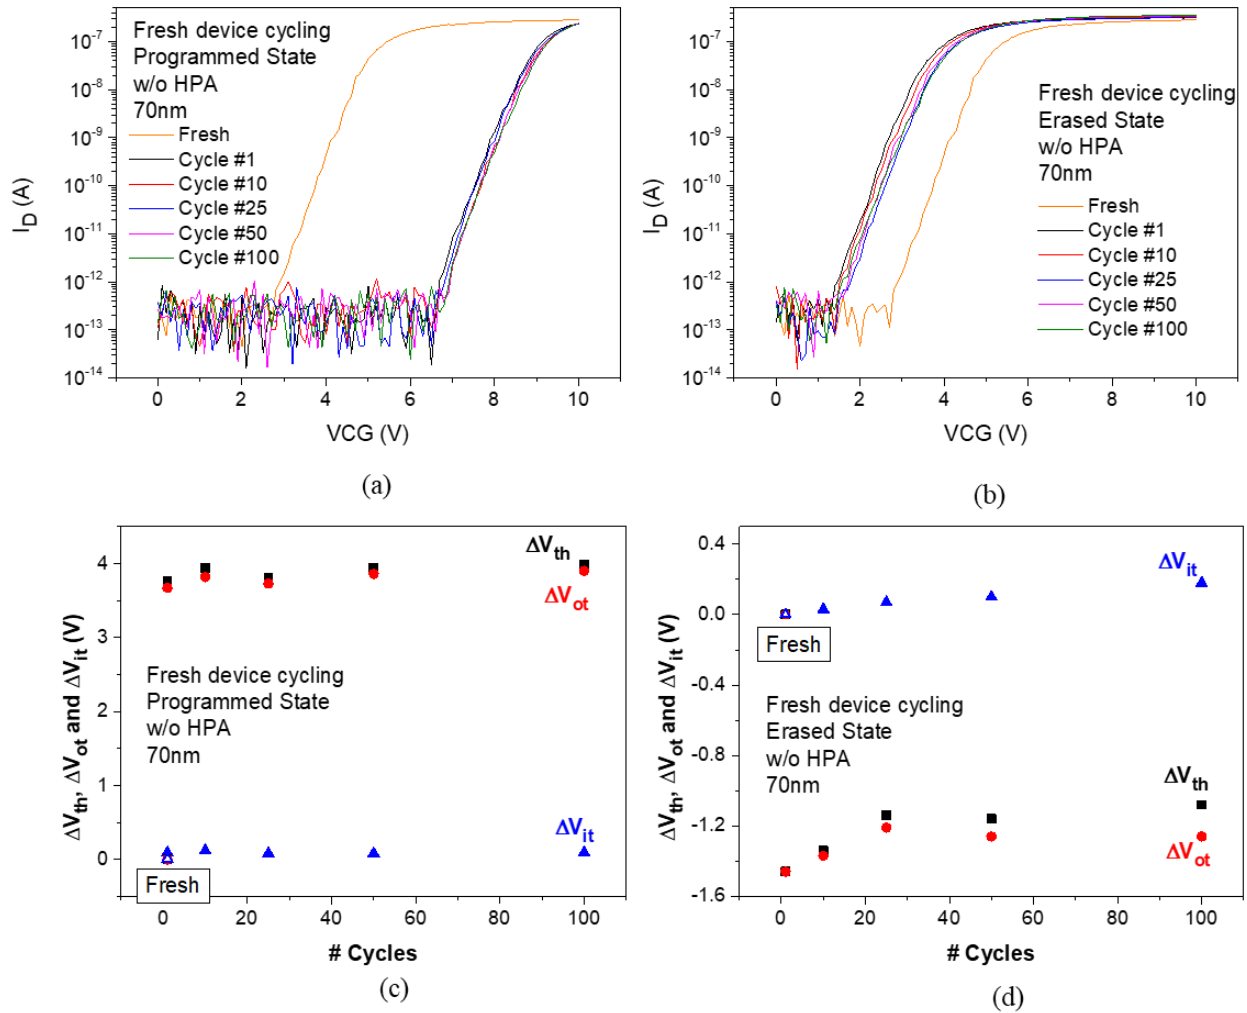 Fresh device cycling
Programmed State
w/o HPA
70nm
Fresh
Cycle #1
Cycle #10
Cycle #25
Cycle #50
Cycle #100
10⁻⁷
10⁻⁸
10⁻⁹
10⁻¹⁰
10⁻¹¹
10⁻¹²
10⁻¹³
10⁻¹⁴
I_D (A)
0 2 4 6 8 10
VCG (V)
(a)
Fresh device cycling
Erased State
w/o HPA
70nm
Fresh
Cycle #1
Cycle #10
Cycle #25
Cycle #50
Cycle #100
10⁻⁷
10⁻⁸
10⁻⁹
10⁻¹⁰
10⁻¹¹
10⁻¹²
10⁻¹³
10⁻¹⁴
I_D (A)
0 2 4 6 8 10
VCG (V)
(b)
ΔV_th
ΔV_ot
Fresh device cycling
Programmed State
w/o HPA
70nm
ΔV_it
Fresh
4
3
2
1
0
ΔV_th, ΔV_ot and ΔV_it (V)
0 20 40 60 80 100
# Cycles
(c)
ΔV_it
Fresh
Fresh device cycling
Erased State
w/o HPA
70nm
ΔV_th
ΔV_ot
0.4
0.0
-0.4
-0.8
-1.2
-1.6
ΔV_th, ΔV_ot and ΔV_it (V)
0 20 40 60 80 100
# Cycles
(d)